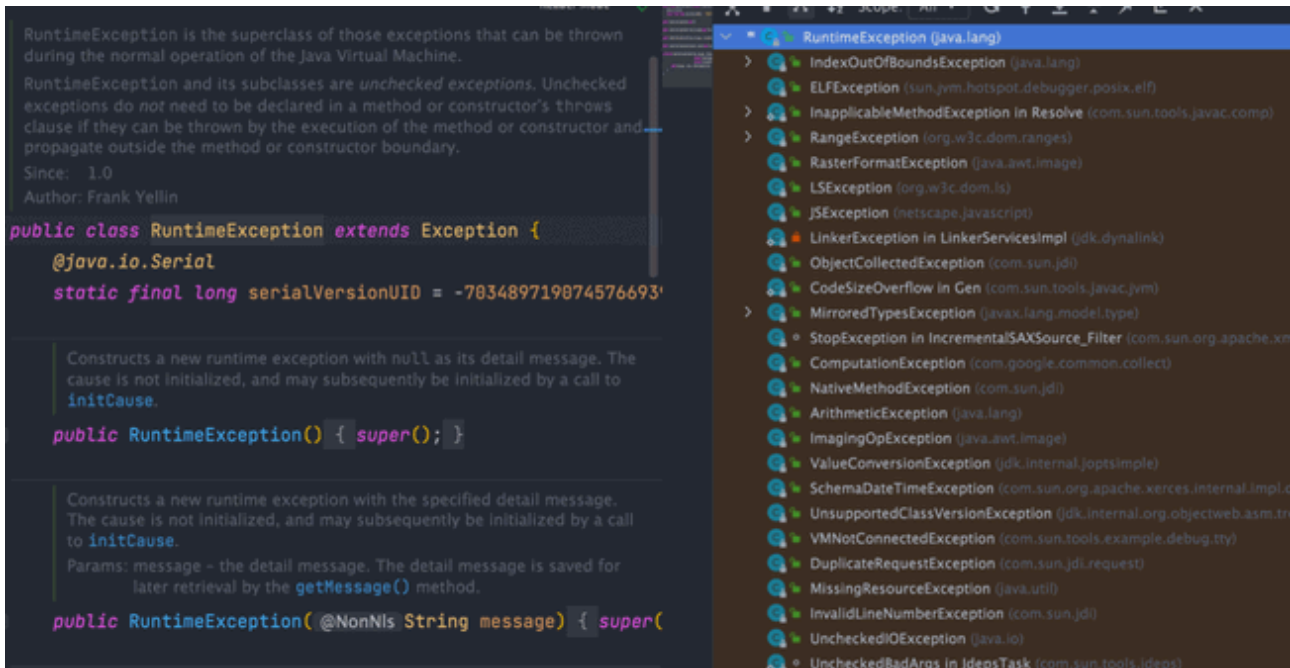 Scope:
RuntimeException is the superclass of those exceptions that can be thrown
during the normal operation of the Java Virtual Machine.
RuntimeException and its subclasses are unchecked exceptions. Unchecked
exceptions do not need to be declared in a method or constructor's throws
clause if they can be thrown by the execution of the method or constructor and
propagate outside the method or constructor boundary.
Since: 1.0
Author: Frank Yellin
public class RuntimeException extends Exception {
@java.io.Serial
static final long serialVersionUID = -703489719074576693
Constructs a new runtime exception with null as its detail message. The
cause is not initialized, and may subsequently be initialized by a call to
initCause.
public RuntimeException() { super(); }
Constructs a new runtime exception with the specified detail message.
The cause is not initialized, and may subsequently be initialized by a call
to initCause.
Params: message – the detail message. The detail message is saved for
later retrieval by the getMessage() method.
public RuntimeException( @NonNls String message) { super(
RuntimeException (java.lang)
IndexOutOfBoundsException (java.lang)
ELFException (sun.jvm.hotspot.debugger.posix.elf)
InapplicableMethodException in Resolve (com.sun.tools.javac.comp)
RangeException (org.w3c.dom.ranges)
RasterFormatException (java.awt.image)
LSException (org.w3c.dom.ls)
JSException (netscape.javascript)
LinkerException in LinkerServicesImpl (jdk.dynalink)
ObjectCollectedException (com.sun.jdi)
CodeSizeOverflow in Gen (com.sun.tools.javac.jvm)
MirroredTypesException (javax.lang.model.type)
StopException in IncrementalSAXSource_Filter (com.sun.org.apache.xm
ComputationException (com.google.common.collect)
NativeMethodException (com.sun.jdi)
ArithmeticException (java.lang)
ImagingOpException (java.awt.image)
ValueConversionException (jdk.internal.joptsimple)
SchemaDateTimeException (com.sun.org.apache.xerces.internal.impl.d
UnsupportedClassVersionException (jdk.internal.org.objectweb.asm.tre
VMNotConnectedException (com.sun.tools.example.debug.tty)
DuplicateRequestException (com.sun.jdi.request)
MissingResourceException (java.util)
InvalidLineNumberException (com.sun.jdi)
UncheckedIOException (java.io)
UncheckedBadArgs in JdepsTask (com.sun.tools.jdeps)